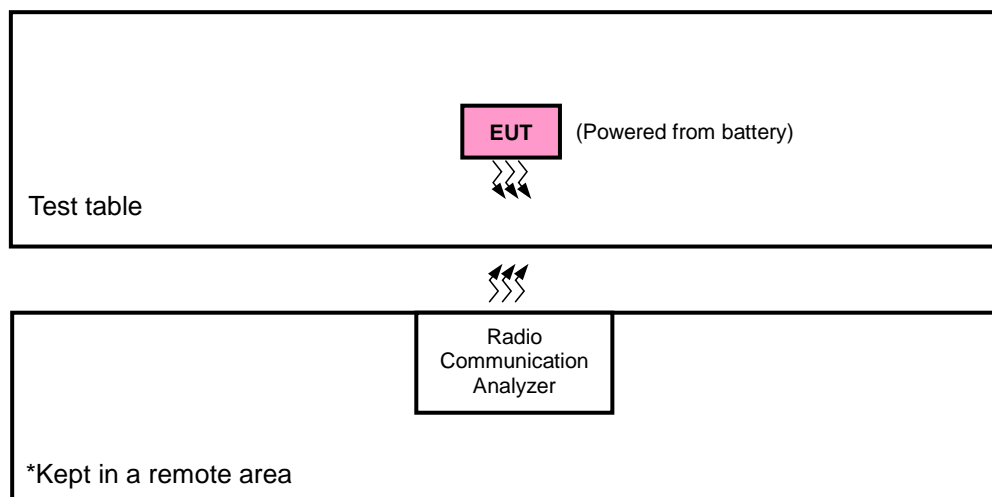 EUT (Powered from battery)
Test table
Radio
Communication
Analyzer
*Kept in a remote area